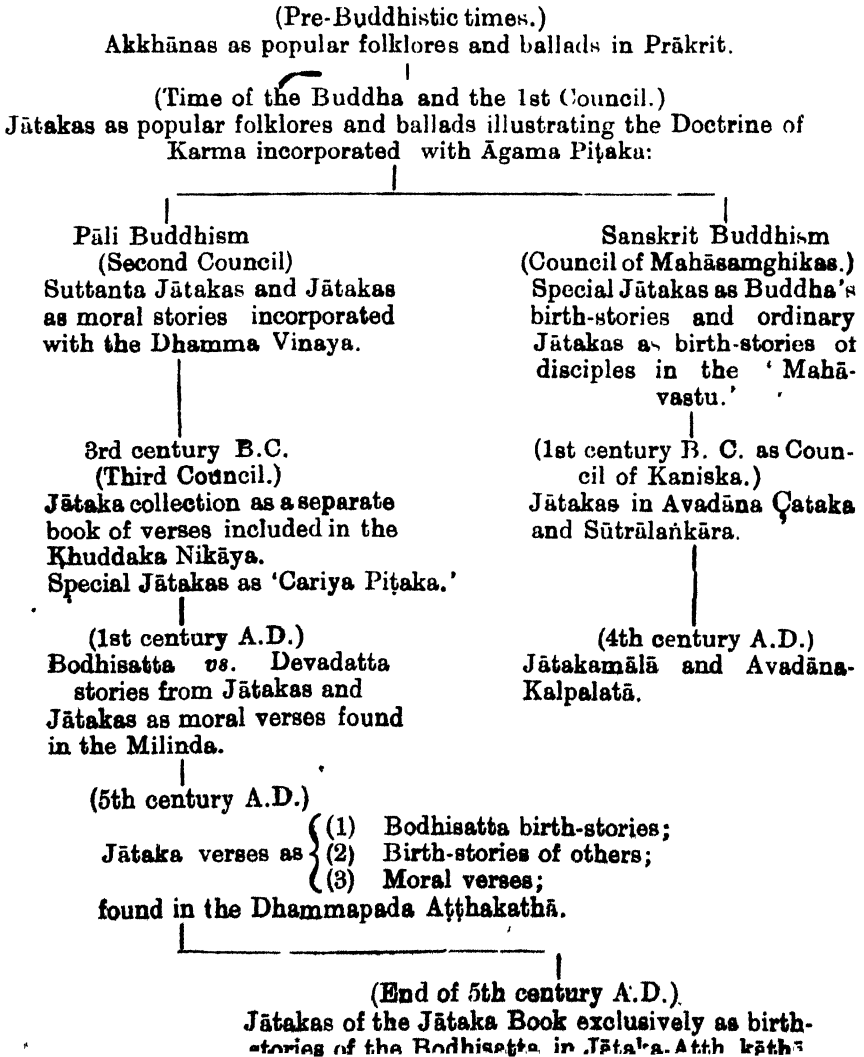 (Pre-Buddhistic times.)
Akkhānas as popular folklores and ballads in Prākrit.
(Time of the Buddha and the 1st Council.)
Jātakas as popular folklores and ballads illustrating the Doctrine of
Karma incorporated with Āgama Piṭaka:
Pāli Buddhism
(Second Council)
Suttanta Jātakas and Jātakas
as moral stories incorporated
with the Dhamma Vinaya.
3rd century B.C.
(Third Council.)
Jātaka collection as a separate
book of verses included in the
Khuddaka Nikāya.
Special Jātakas as ‘Cariya Piṭaka.’
(1st century A.D.)
Bodhisatta vs. Devadatta
stories from Jātakas and
Jātakas as moral verses found
in the Milinda.
(5th century A.D.)
Jātaka verses as
(1) Bodhisatta birth-stories;
(2) Birth-stories of others;
(3) Moral verses;
found in the Dhammapada Aṭṭhakathā.
Sanskrit Buddhism
(Council of Mahāsamghikas.)
Special Jātakas as Buddha's
birth-stories and ordinary
Jātakas as birth-stories of
disciples in the ‘Mahā-
vastu.’
(1st century B. C. as Coun-
cil of Kaniska.)
Jātakas in Avadāna Çataka
and Sūtrālaṅkāra.
(4th century A.D.)
Jātakamālā and Avadāna-
Kalpalatā.
(End of 5th century A.D.)
Jātakas of the Jātaka Book exclusively as birth-
stories of the Bodhisatta in Jātaka-